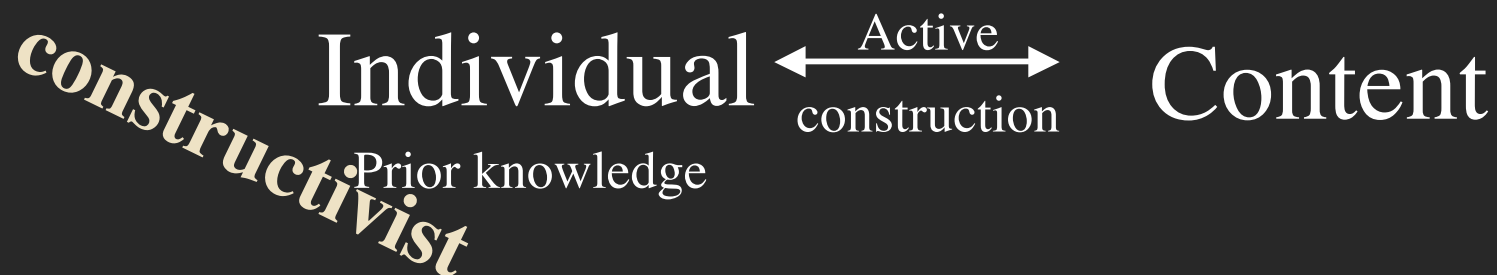 constructivist
Individual
Active
construction
Content
Prior knowledge